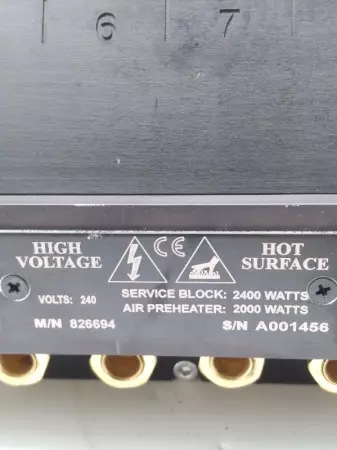 6 7
HIGH VOLTAGE
CE
HOT SURFACE
VOLTS: 240
SERVICE BLOCK: 2400 WATTS
AIR PREHEATER: 2000 WATTS
M/N 826694
S/N A001456